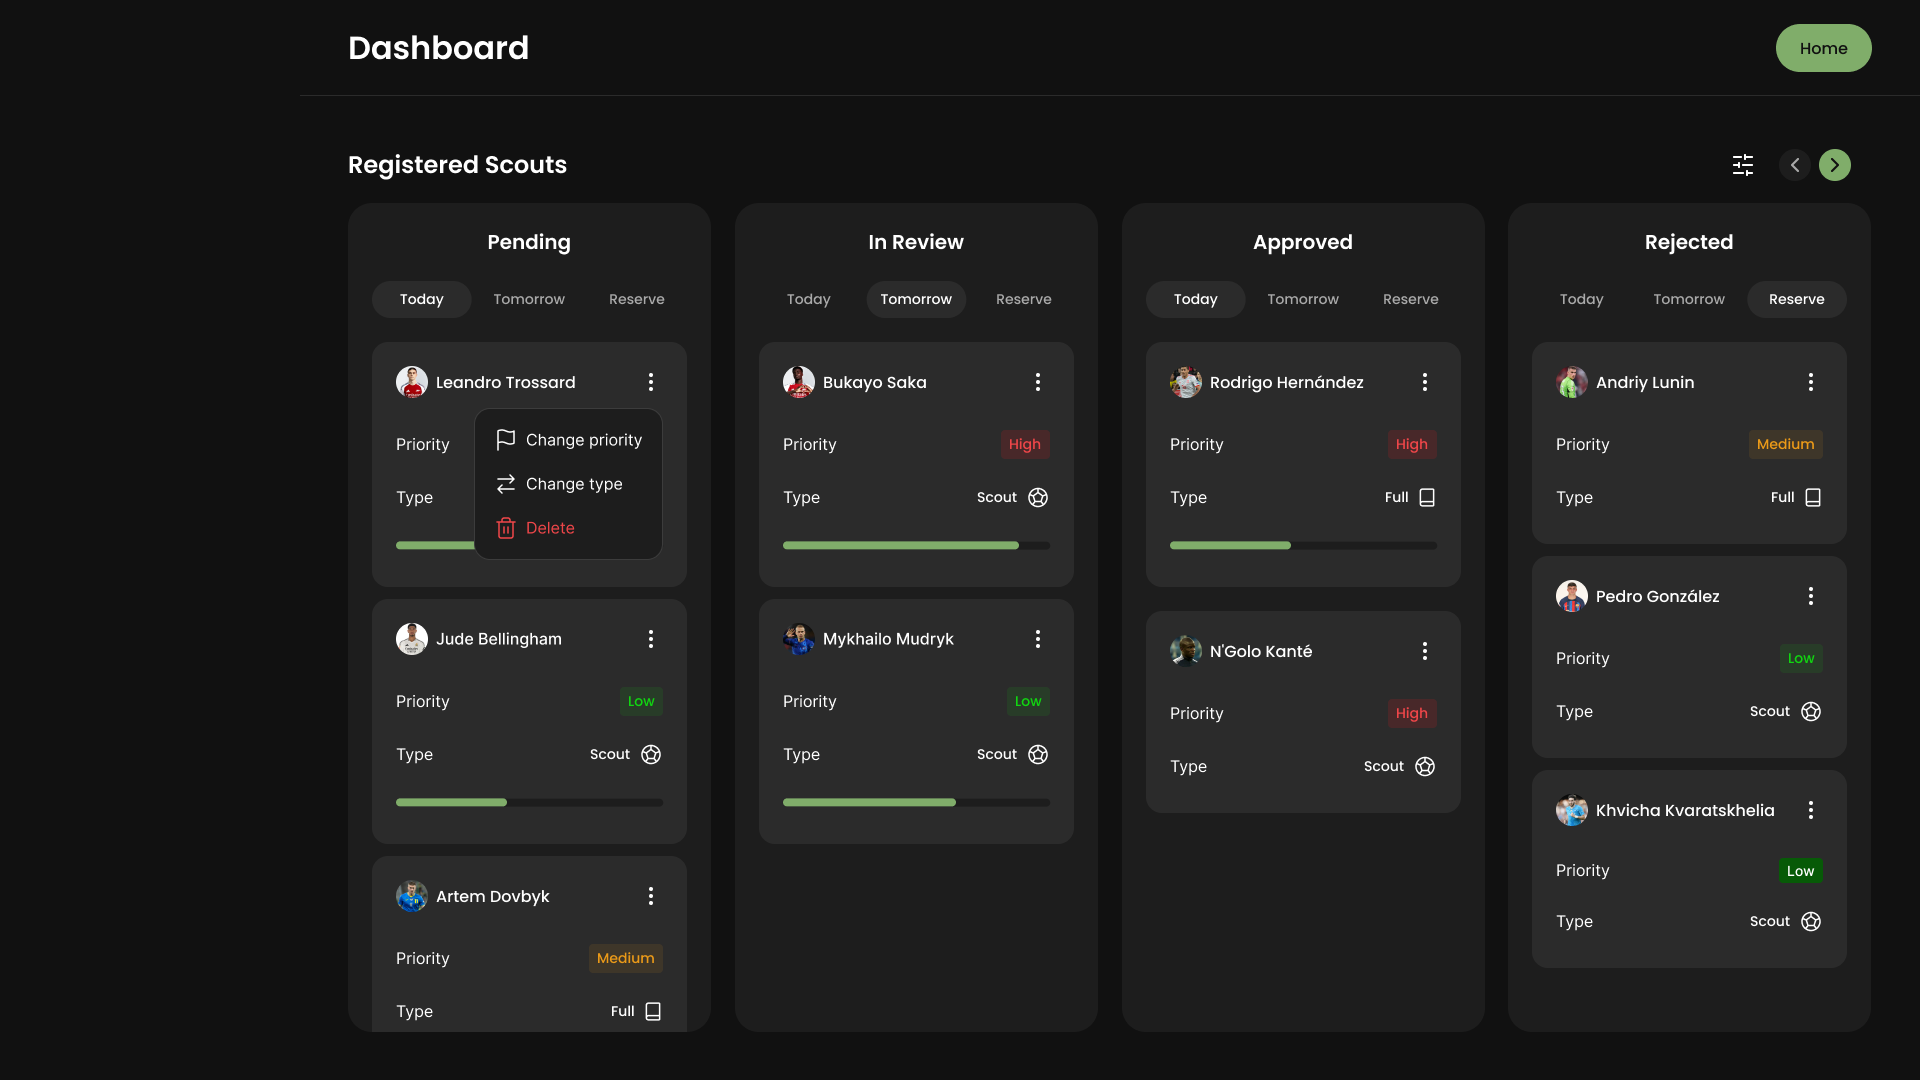 Dashboard
Home
Registered Scouts
Pending
Today Tomorrow Reserve
Leandro Trossard
Priority
Type
Change priority
Change type
Delete
Jude Bellingham
Priority Low
Type Scout
Artem Dovbyk
Priority Medium
Type Full
In Review
Today Tomorrow Reserve
Bukayo Saka
Priority High
Type Scout
Mykhailo Mudryk
Priority Low
Type Scout
Approved
Today Tomorrow Reserve
Rodrigo Hernández
Priority High
Type Full
N'Golo Kanté
Priority High
Type Scout
Rejected
Today Tomorrow Reserve
Andriy Lunin
Priority Medium
Type Full
Pedro González
Priority Low
Type Scout
Khvicha Kvaratskhelia
Priority Low
Type Scout